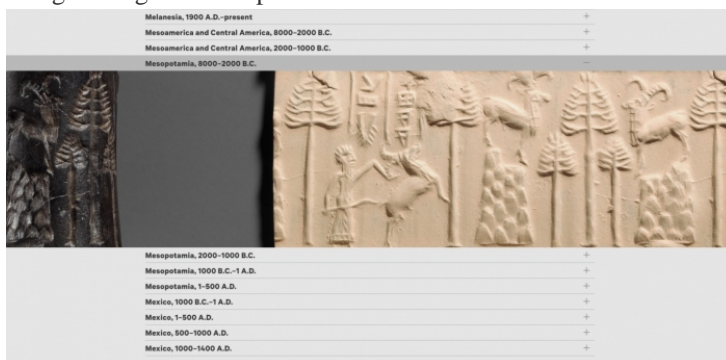 Melanesia, 1900 A.D.–present +
Mesoamerica and Central America, 8000–2000 B.C. +
Mesoamerica and Central America, 2000–1000 B.C. +
Mesopotamia, 8000–2000 B.C. −
Mesopotamia, 2000–1000 B.C. +
Mesopotamia, 1000 B.C.–1 A.D. +
Mesopotamia, 1–500 A.D. +
Mexico, 1000 B.C.–1 A.D. +
Mexico, 1–500 A.D. +
Mexico, 500–1000 A.D. +
Mexico, 1000–1400 A.D. +